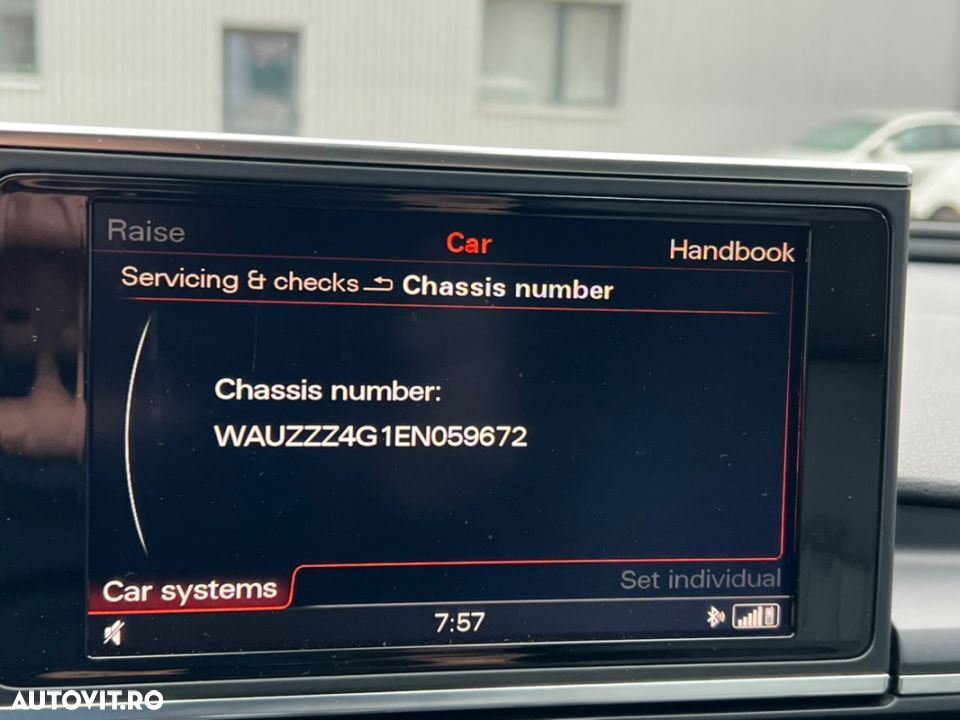 Raise
Car
Handbook
Servicing & checks Chassis number
Chassis number:
WAUZZZ4G1EN059672
Car systems
Set individual
7:57
AUTOVIT.RO